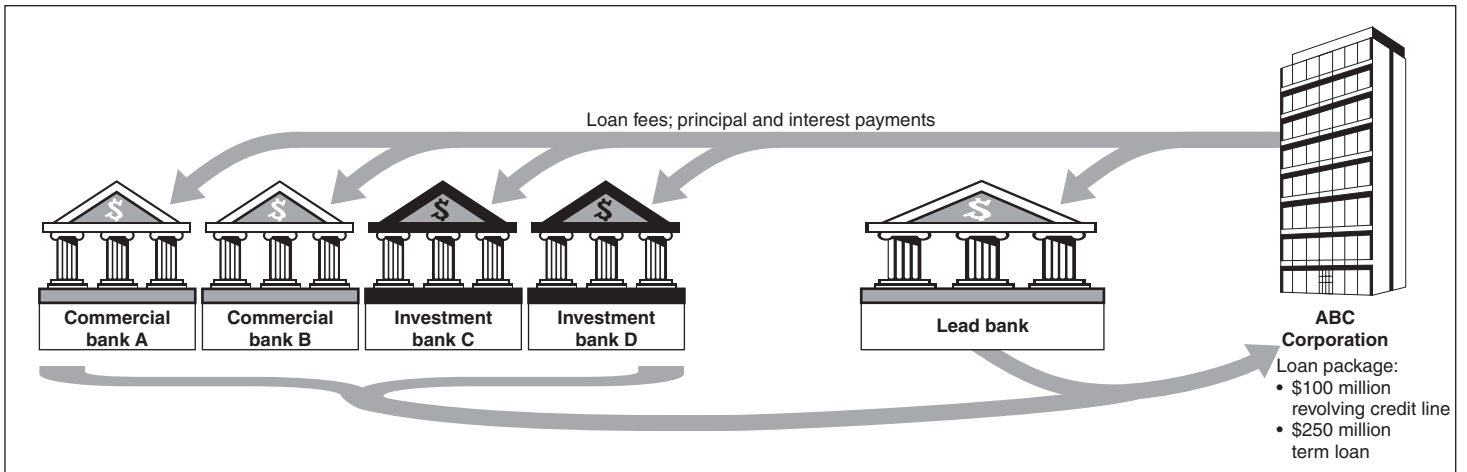 Loan fees; principal and interest payments
$ $ $ $ $
Commercial
bank A
Commercial
bank B
Investment
bank C
Investment
bank D
Lead bank
ABC
Corporation
Loan package:
• $100 million
revolving credit line
• $250 million
term loan